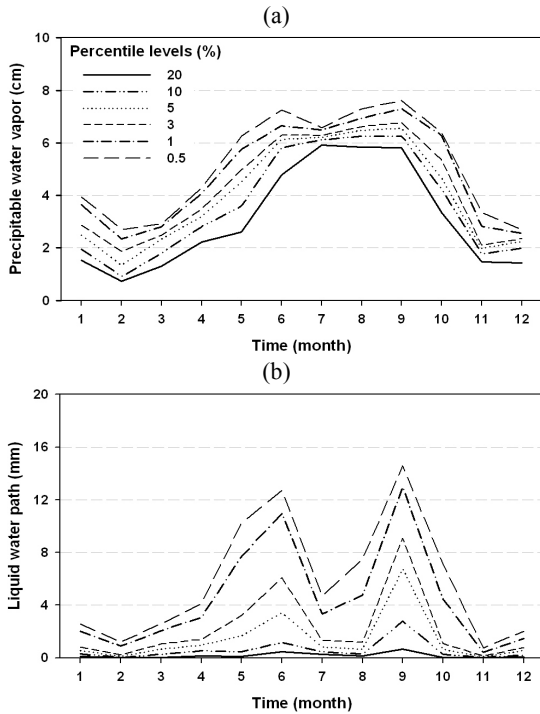 (a)
Precipitable water vapor (cm)
10
8
6
4
2
0
Percentile levels (%)
20
10
5
3
1
0.5
1 2 3 4 5 6 7 8 9 10 11 12
Time (month)
(b)
Liquid water path (mm)
20
16
12
8
4
0
1 2 3 4 5 6 7 8 9 10 11 12
Time (month)